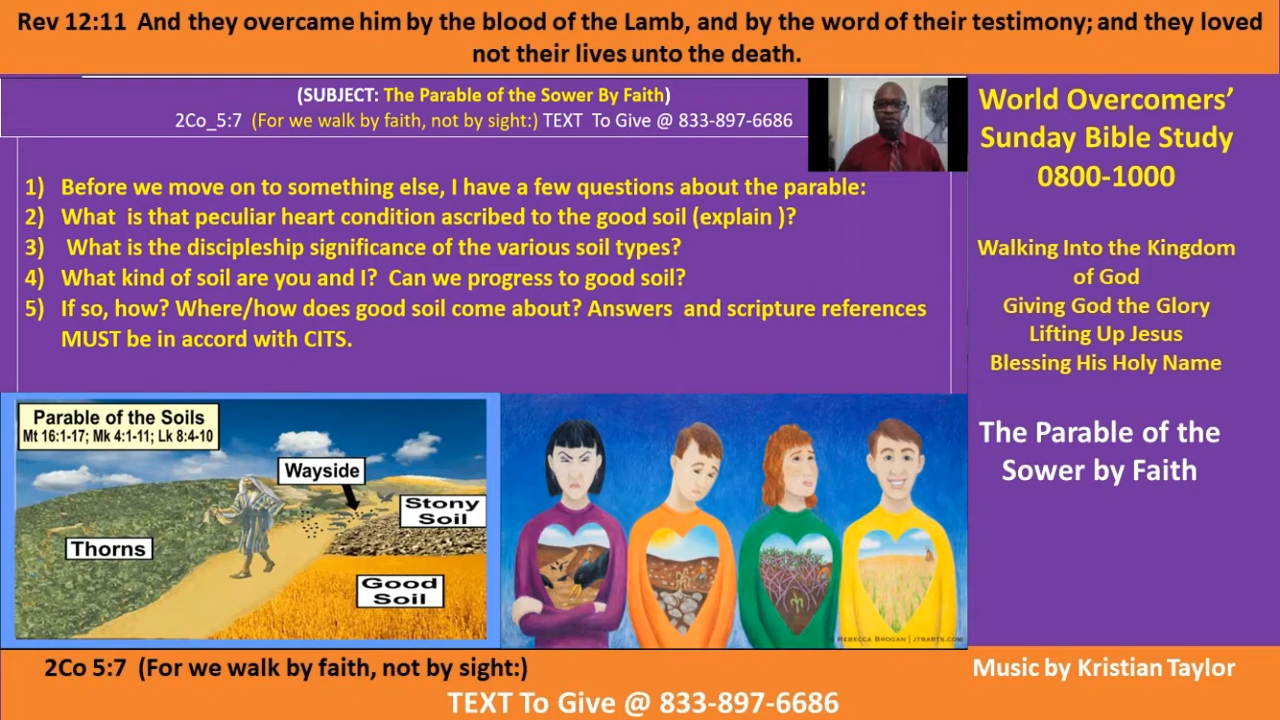 Rev 12:11 And they overcame him by the blood of the Lamb, and by the word of their testimony; and they loved
not their lives unto the death.
(SUBJECT: The Parable of the Sower By Faith)
2Co_5:7 (For we walk by faith, not by sight:) TEXT To Give @ 833-897-6686
1) Before we move on to something else, I have a few questions about the parable:
2) What is that peculiar heart condition ascribed to the good soil (explain )?
3) What is the discipleship significance of the various soil types?
4) What kind of soil are you and I? Can we progress to good soil?
5) If so, how? Where/how does good soil come about? Answers and scripture references
MUST be in accord with CITS.
World Overcomers’
Sunday Bible Study
0800-1000
Walking Into the Kingdom
of God
Giving God the Glory
Lifting Up Jesus
Blessing His Holy Name
The Parable of the
Sower by Faith
Parable of the Soils
Mt 16:1-17; Mk 4:1-11; Lk 8:4-10
Wayside
Stony
Soil
Thorns
Good
Soil
© REBECCA BROGAN | JTBARTS.COM
2Co 5:7 (For we walk by faith, not by sight:)
Music by Kristian Taylor
TEXT To Give @ 833-897-6686